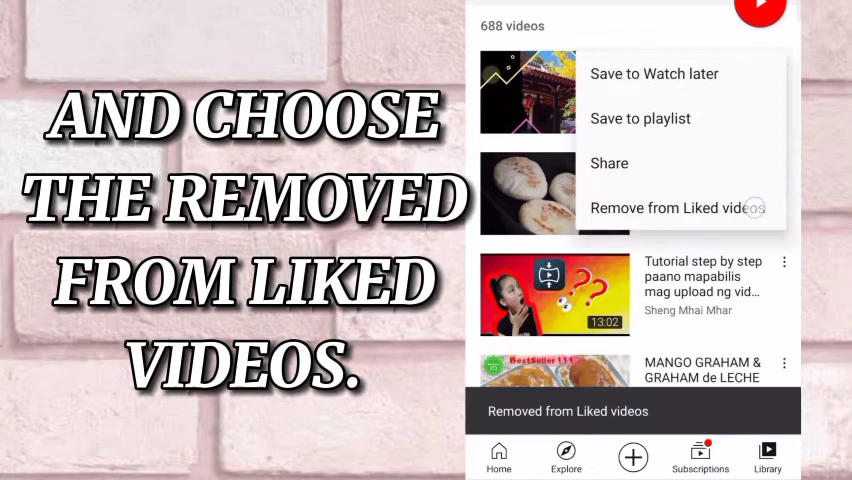 AND CHOOSE
THE REMOVED
FROM LIKED
VIDEOS.
688 videos
Save to Watch later
Save to playlist
Share
Remove from Liked videos
Tutorial step by step
paano mapabilis
mag upload ng vid...
Sheng Mhai Mhar
13:02
BestSeller !!!
MANGO GRAHAM &
GRAHAM de LECHE
Removed from Liked videos
Home
Explore
Subscriptions
Library